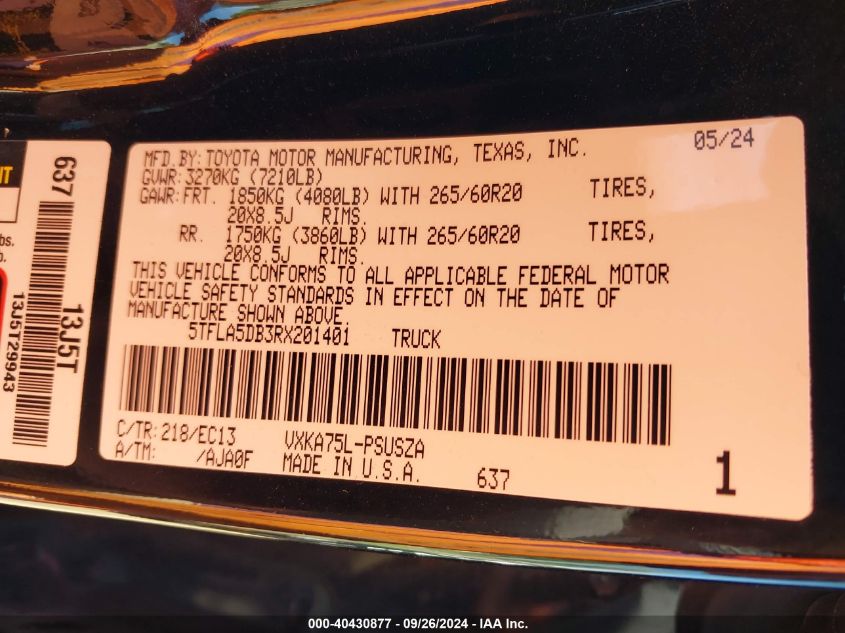 MFD.BY:TOYOTA MOTOR MANUFACTURING, TEXAS, INC. 05/24
GVWR:3270KG (7210LB)
GAWR:FRT. 1850KG (4080LB) WITH 265/60R20 TIRES,
20X8.5J RIMS.
RR. 1750KG (3860LB) WITH 265/60R20 TIRES,
20X8.5J RIMS.
THIS VEHICLE CONFORMS TO ALL APPLICABLE FEDERAL MOTOR
VEHICLE SAFETY STANDARDS IN EFFECT ON THE DATE OF
MANUFACTURE SHOWN ABOVE.
5TFLA5DB3RX201401 TRUCK
C/TR:218/EC13 VXKA75L-PSUSZA
A/TM: /AJA0F MADE IN U.S.A. 637 1
637
13J5T
13J5T29943
lbs.
000-40430877 - 09/26/2024 - IAA Inc.